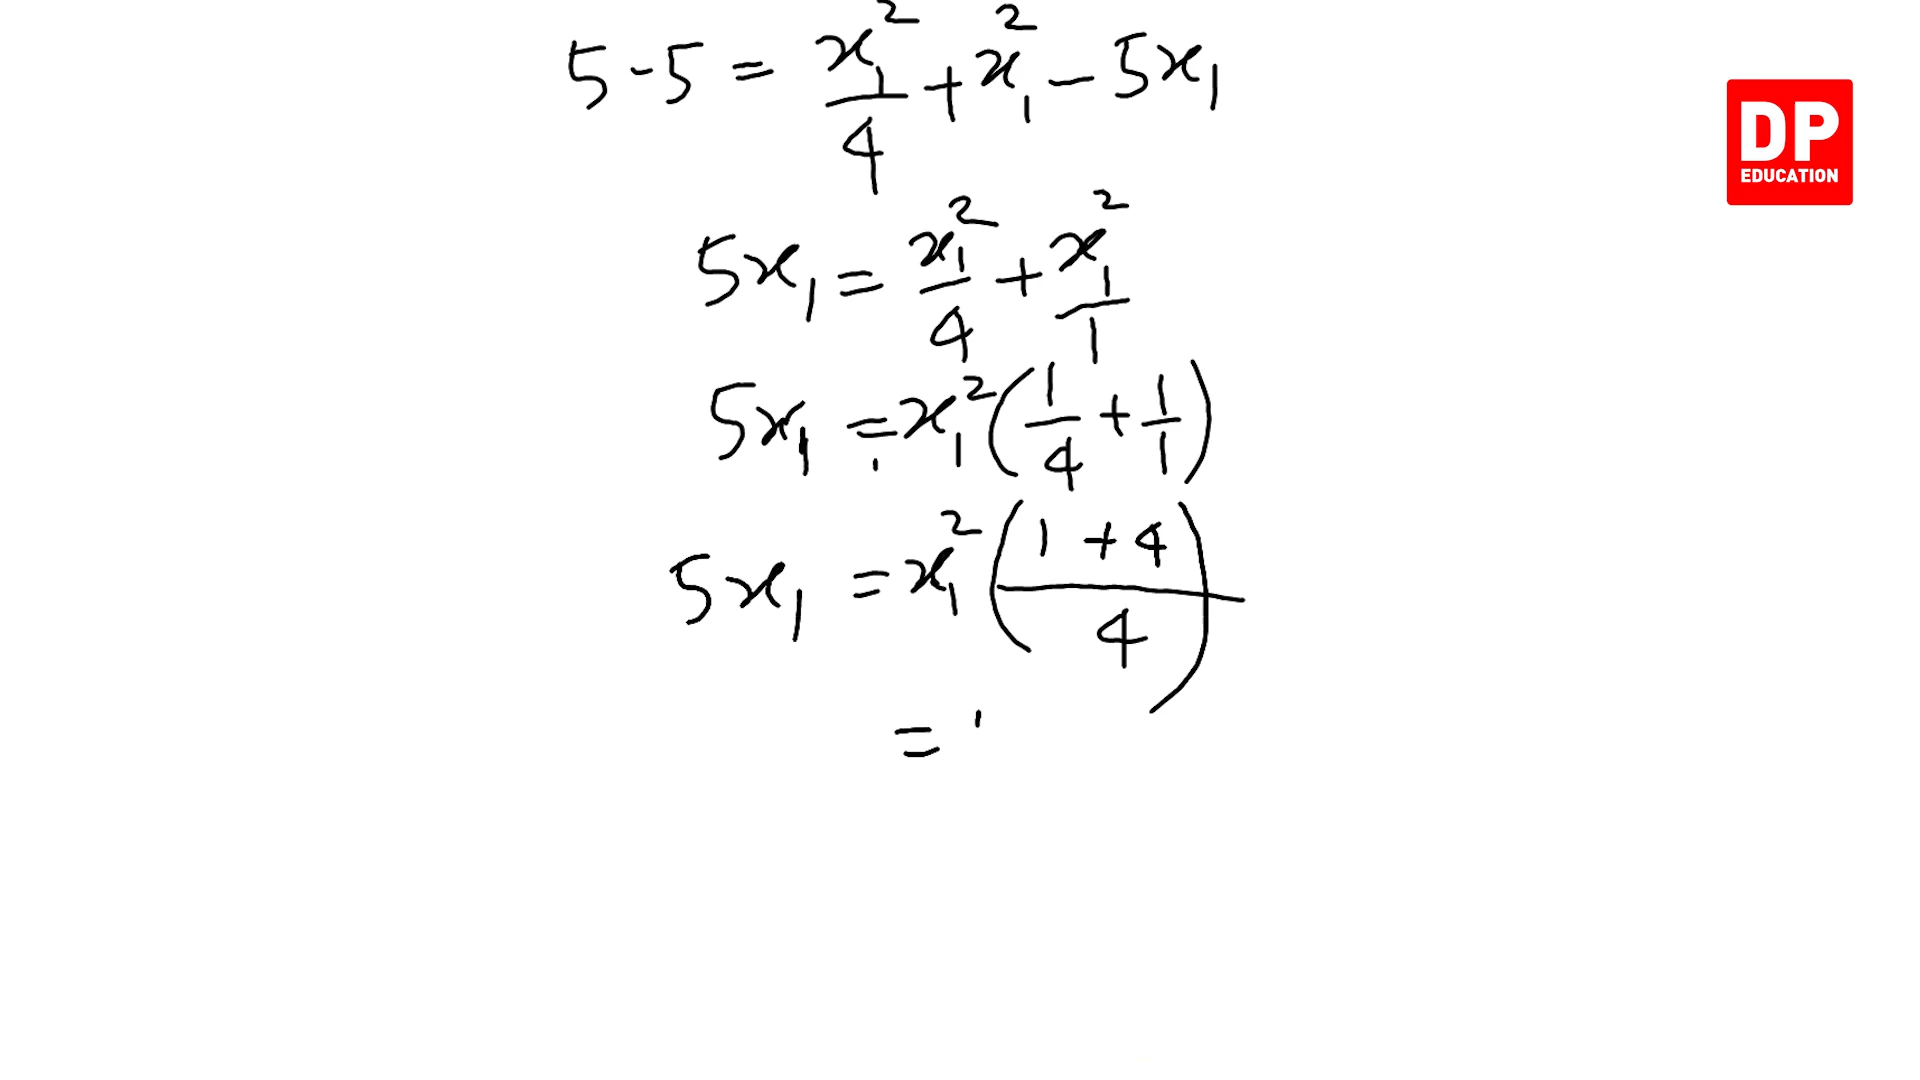 5 - 5 = x₁²/4 + x₁² - 5x₁
DP
EDUCATION
5x₁ = x₁²/4 + x₁²/1
5x₁ = x₁² (1/4 + 1/1)
5x₁ = x₁² ((1 + 4)/4)
=